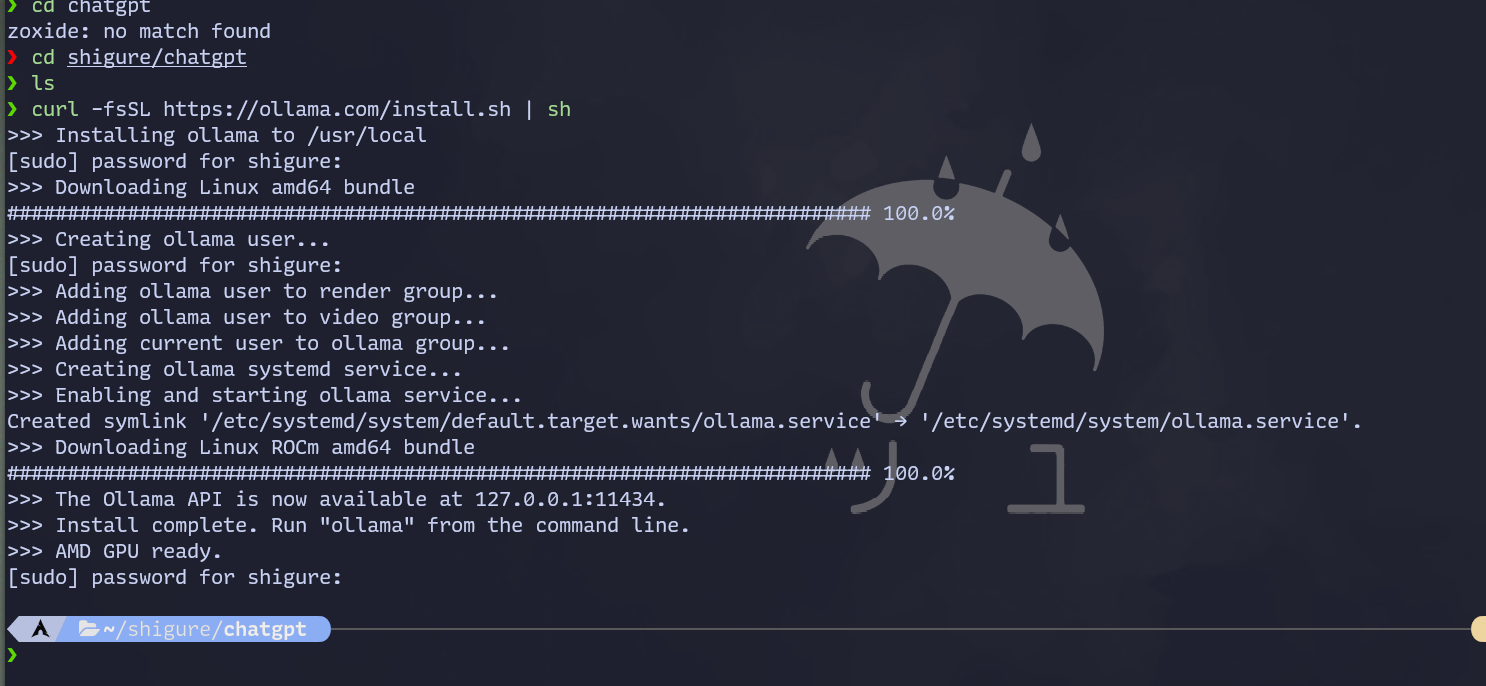 ❯ cd chatgpt
zoxide: no match found
❯ cd shigure/chatgpt
❯ ls
❯ curl -fsSL https://ollama.com/install.sh | sh
>>> Installing ollama to /usr/local
[sudo] password for shigure:
>>> Downloading Linux amd64 bundle
######################################################################## 100.0%
>>> Creating ollama user...
[sudo] password for shigure:
>>> Adding ollama user to render group...
>>> Adding ollama user to video group...
>>> Adding current user to ollama group...
>>> Creating ollama systemd service...
>>> Enabling and starting ollama service...
Created symlink '/etc/systemd/system/default.target.wants/ollama.service' → '/etc/systemd/system/ollama.service'.
>>> Downloading Linux ROCm amd64 bundle
######################################################################## 100.0%
>>> The Ollama API is now available at 127.0.0.1:11434.
>>> Install complete. Run "ollama" from the command line.
>>> AMD GPU ready.
[sudo] password for shigure:
~/shigure/chatgpt
❯